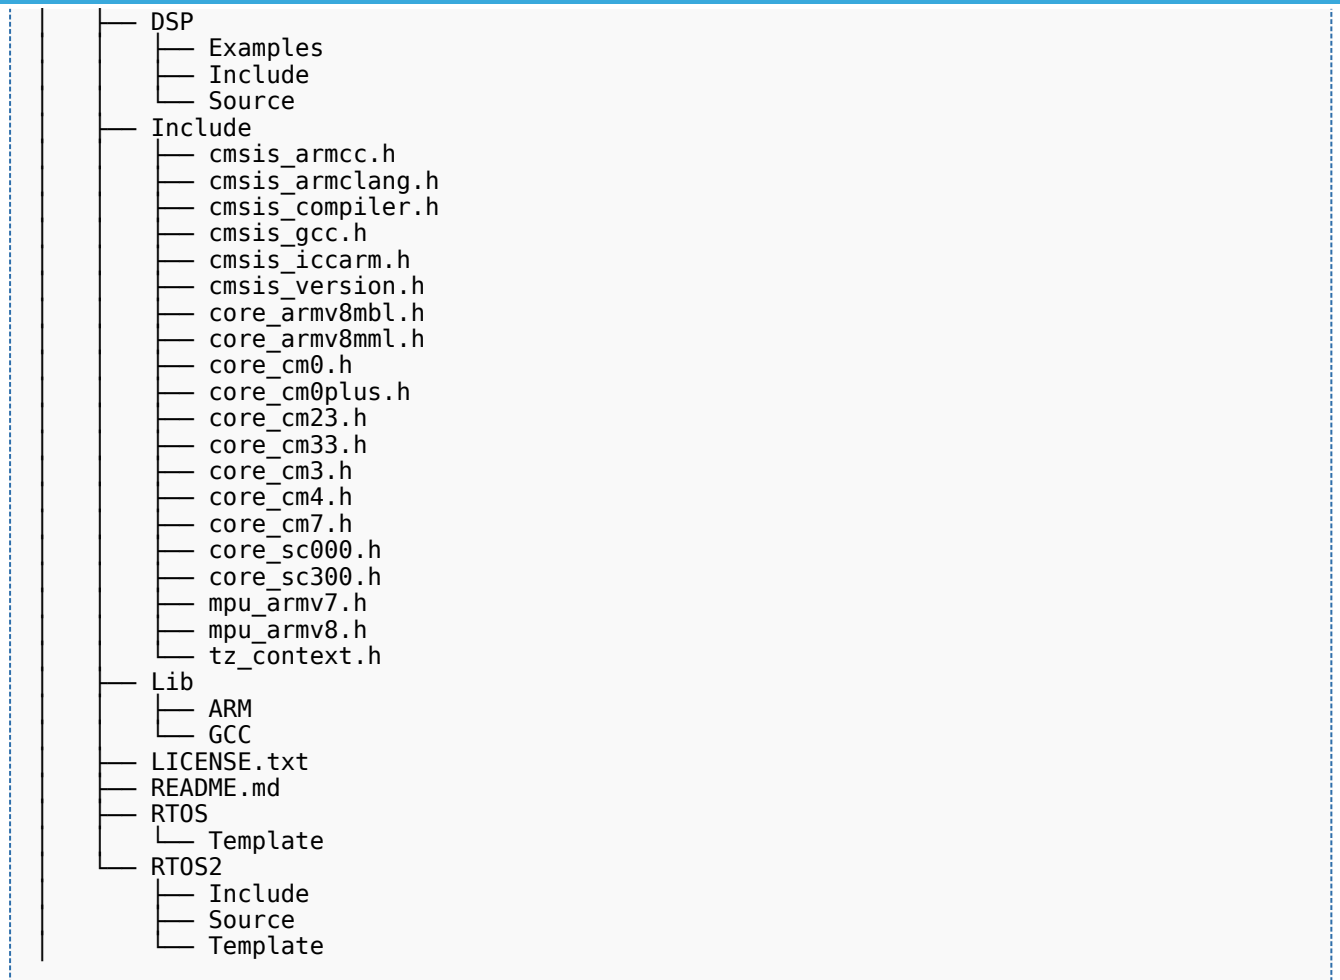 │   ├── DSP
│   │   ├── Examples
│   │   ├── Include
│   │   └── Source
│   ├── Include
│   │   ├── cmsis_armcc.h
│   │   ├── cmsis_armclang.h
│   │   ├── cmsis_compiler.h
│   │   ├── cmsis_gcc.h
│   │   ├── cmsis_iccarm.h
│   │   ├── cmsis_version.h
│   │   ├── core_armv8mbl.h
│   │   ├── core_armv8mml.h
│   │   ├── core_cm0.h
│   │   ├── core_cm0plus.h
│   │   ├── core_cm23.h
│   │   ├── core_cm33.h
│   │   ├── core_cm3.h
│   │   ├── core_cm4.h
│   │   ├── core_cm7.h
│   │   ├── core_sc000.h
│   │   ├── core_sc300.h
│   │   ├── mpu_armv7.h
│   │   ├── mpu_armv8.h
│   │   └── tz_context.h
│   ├── Lib
│   │   ├── ARM
│   │   └── GCC
│   ├── LICENSE.txt
│   ├── README.md
│   ├── RTOS
│   │   └── Template
│   └── RTOS2
│       ├── Include
│       ├── Source
│       └── Template